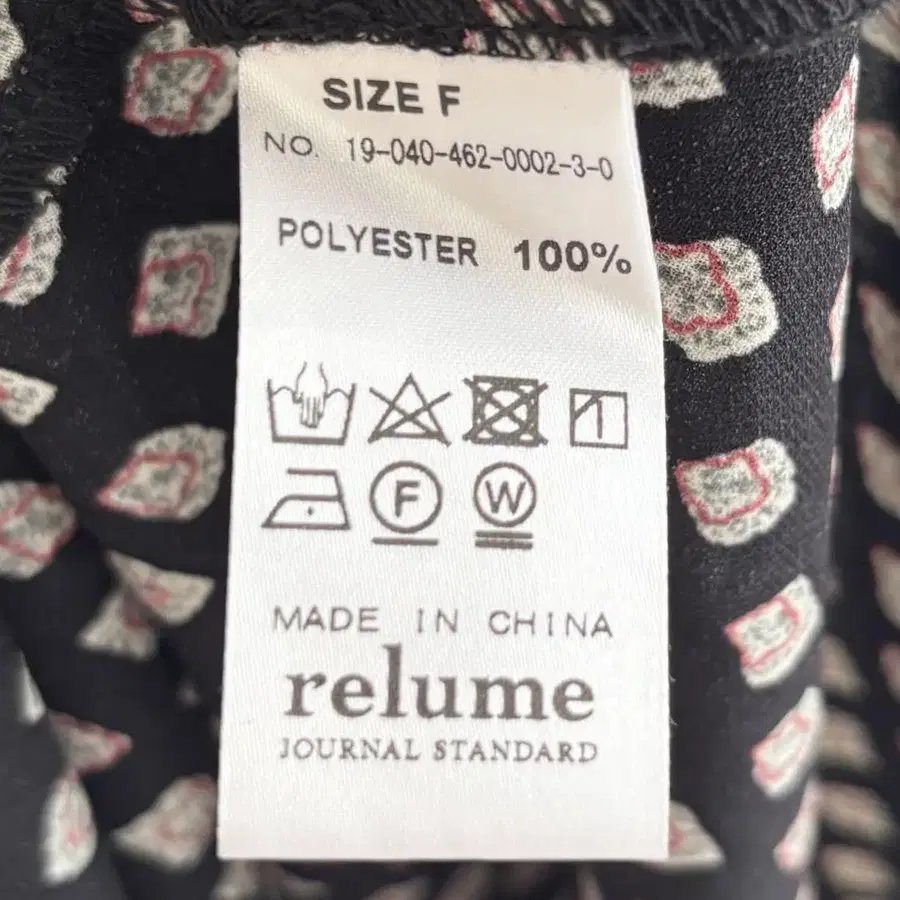 SIZE F
NO. 19-040-462-0002-3-0
POLYESTER 100%
F W
MADE IN CHINA
relume
JOURNAL STANDARD